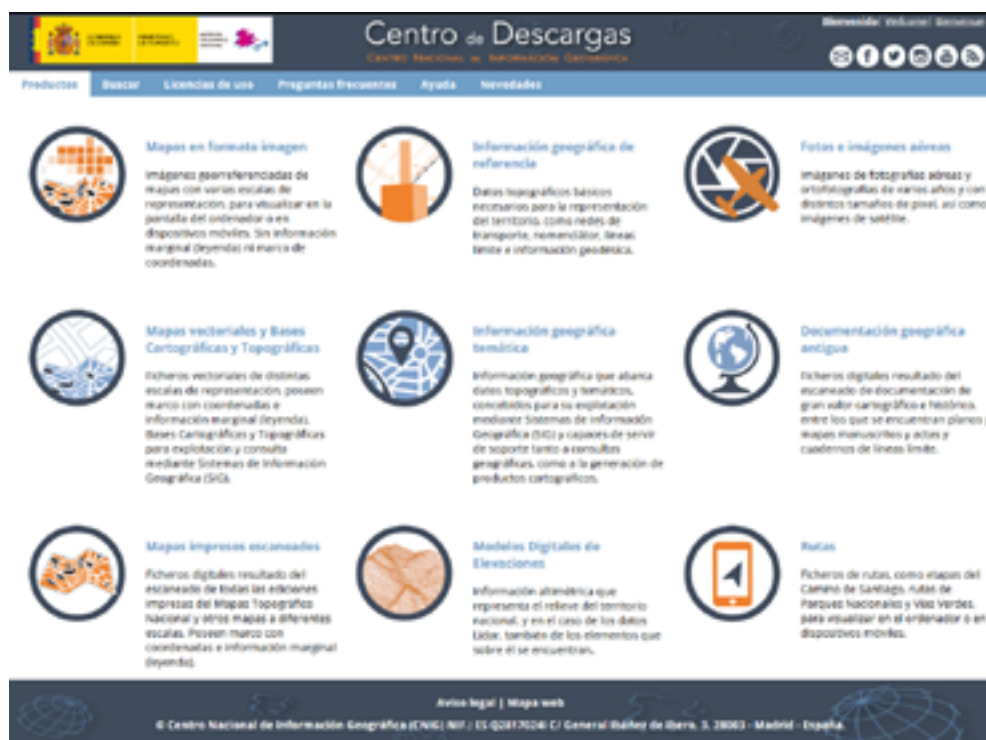 GOBIERNO DE ESPAÑA
MINISTERIO DE FOMENTO
Centro de Descargas
Centro Nacional de Información Geográfica
Bienvenido! Welcome! Bienvenue
Productos Buscar Licencias de uso Preguntas frecuentes Ayuda Novedades
Mapas en formato imagen
Imágenes georreferenciadas de
mapas con varias escalas de
representación, para visualizar en la
pantalla del ordenador o en
dispositivos móviles. Sin información
marginal (leyenda) ni marco de
coordenadas.
Información geográfica de
referencia
Datos topográficos básicos
necesarios para la representación
del territorio, como redes de
transporte, nomenclátor, líneas
límite e información geodésica.
Fotos e imágenes aéreas
Imágenes de fotografías aéreas y
ortofotografías de varios años y con
distintos tamaños de pixel, así como
imágenes de satélite.
Mapas vectoriales y Bases
Cartográficas y Topográficas
Ficheros vectoriales de distintas
escalas de representación, poseen
marco con coordenadas e
información marginal (leyenda).
Bases Cartográficas y Topográficas
para explotación y consulta
mediante Sistemas de Información
Geográfica (SIG).
Información geográfica
temática
Información geográfica que abarca
datos topográficos y temáticos,
concebidos para su explotación
mediante Sistemas de Información
Geográfica (SIG) y capaces de servir
de soporte tanto a consultas
geográficas, como a la generación de
productos cartográficos.
Documentación geográfica
antigua
Ficheros digitales resultado del
escaneado de documentación de
gran valor cartográfico e histórico,
entre los que se encuentran planos y
mapas manuscritos y actas y
cuadernos de líneas límite.
Mapas impresos escaneados
Ficheros digitales resultado del
escaneado de todas las ediciones
impresas del Mapas Topográfico
Nacional y otros mapas a diferentes
escalas. Poseen marco con
coordenadas e información marginal
(leyenda).
Modelos Digitales de
Elevaciones
Información altimétrica que
representa el relieve del territorio
nacional, y en el caso de los datos
Lidar, también de los elementos que
sobre él se encuentran.
Rutas
Ficheros de rutas, como etapas del
Camino de Santiago, rutas de
Parques Nacionales y Vías Verdes,
para visualizar en el ordenador o en
dispositivos móviles.
Aviso legal | Mapa web
© Centro Nacional de Información Geográfica (CNIG) NIF.: ES Q2817024I C/ General Ibáñez de Ibero, 3. 28003 - Madrid - España.